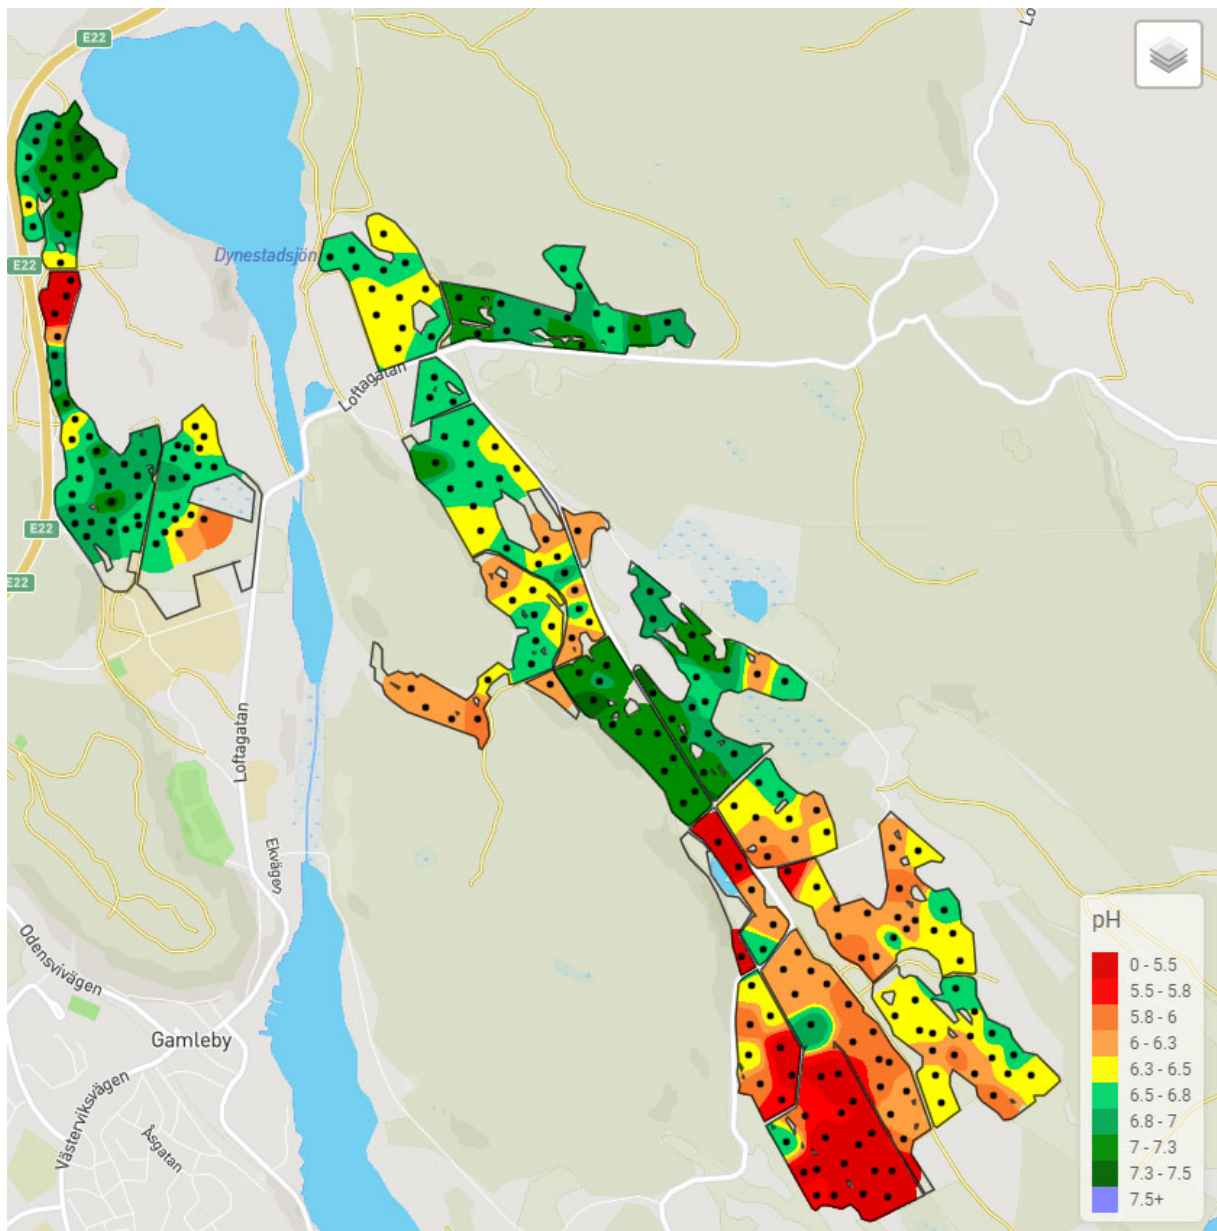 E22
Lo
Dynestadsjön
E22
Loftagatan
E22
E22
Loftagatan
Ekvägen
Odensvivägen
Gamleby
Västerviksvägen
Åsgatan
pH
0 - 5.5
5.5 - 5.8
5.8 - 6
6 - 6.3
6.3 - 6.5
6.5 - 6.8
6.8 - 7
7 - 7.3
7.3 - 7.5
7.5+